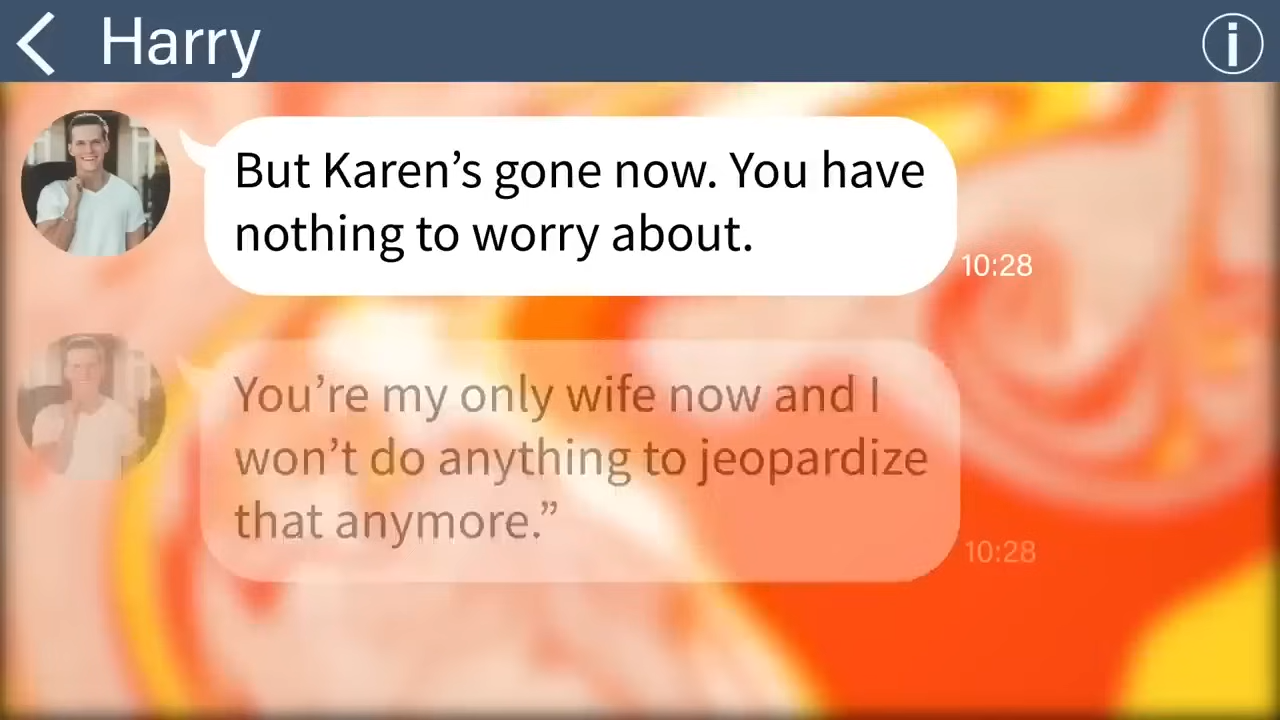 Harry
But Karen’s gone now. You have
nothing to worry about.
10:28
You’re my only wife now and I
won’t do anything to jeopardize
that anymore.”
10:28